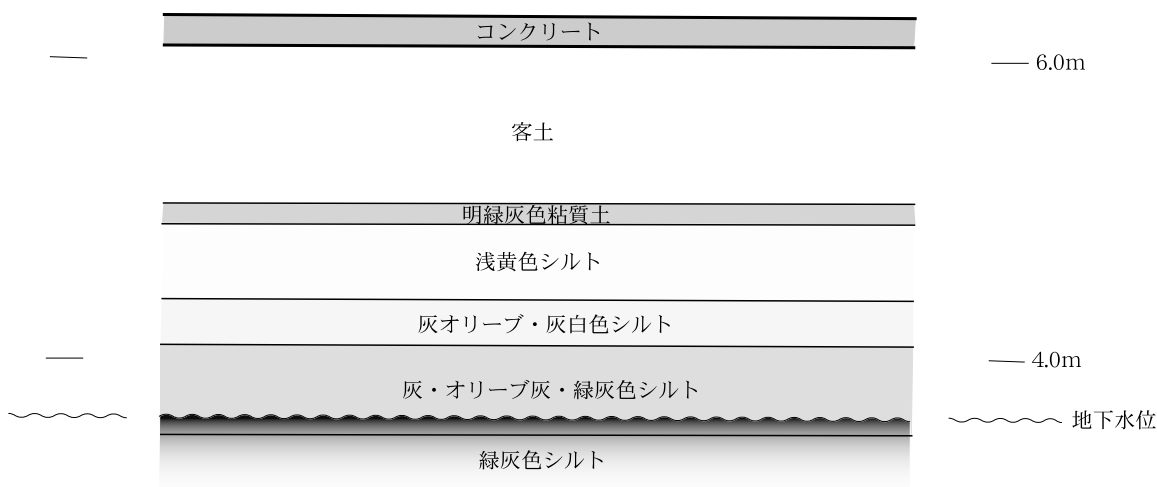 コンクリート
6.0m
客土
明緑灰色粘質土
浅黄色シルト
灰オリーブ・灰白色シルト
4.0m
灰・オリーブ灰・緑灰色シルト
地下水位
緑灰色シルト